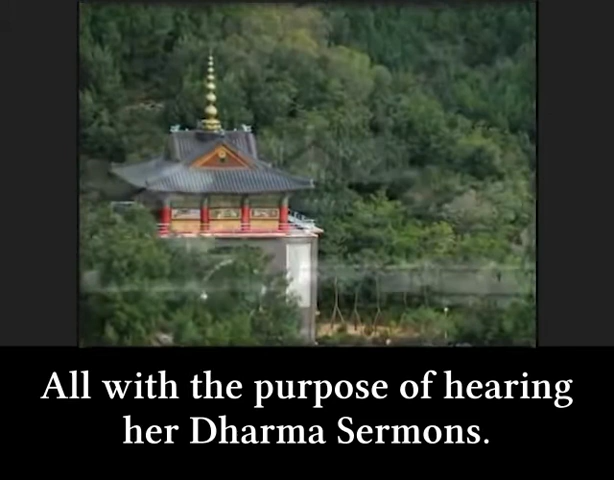 All with the purpose of hearing
her Dharma Sermons.